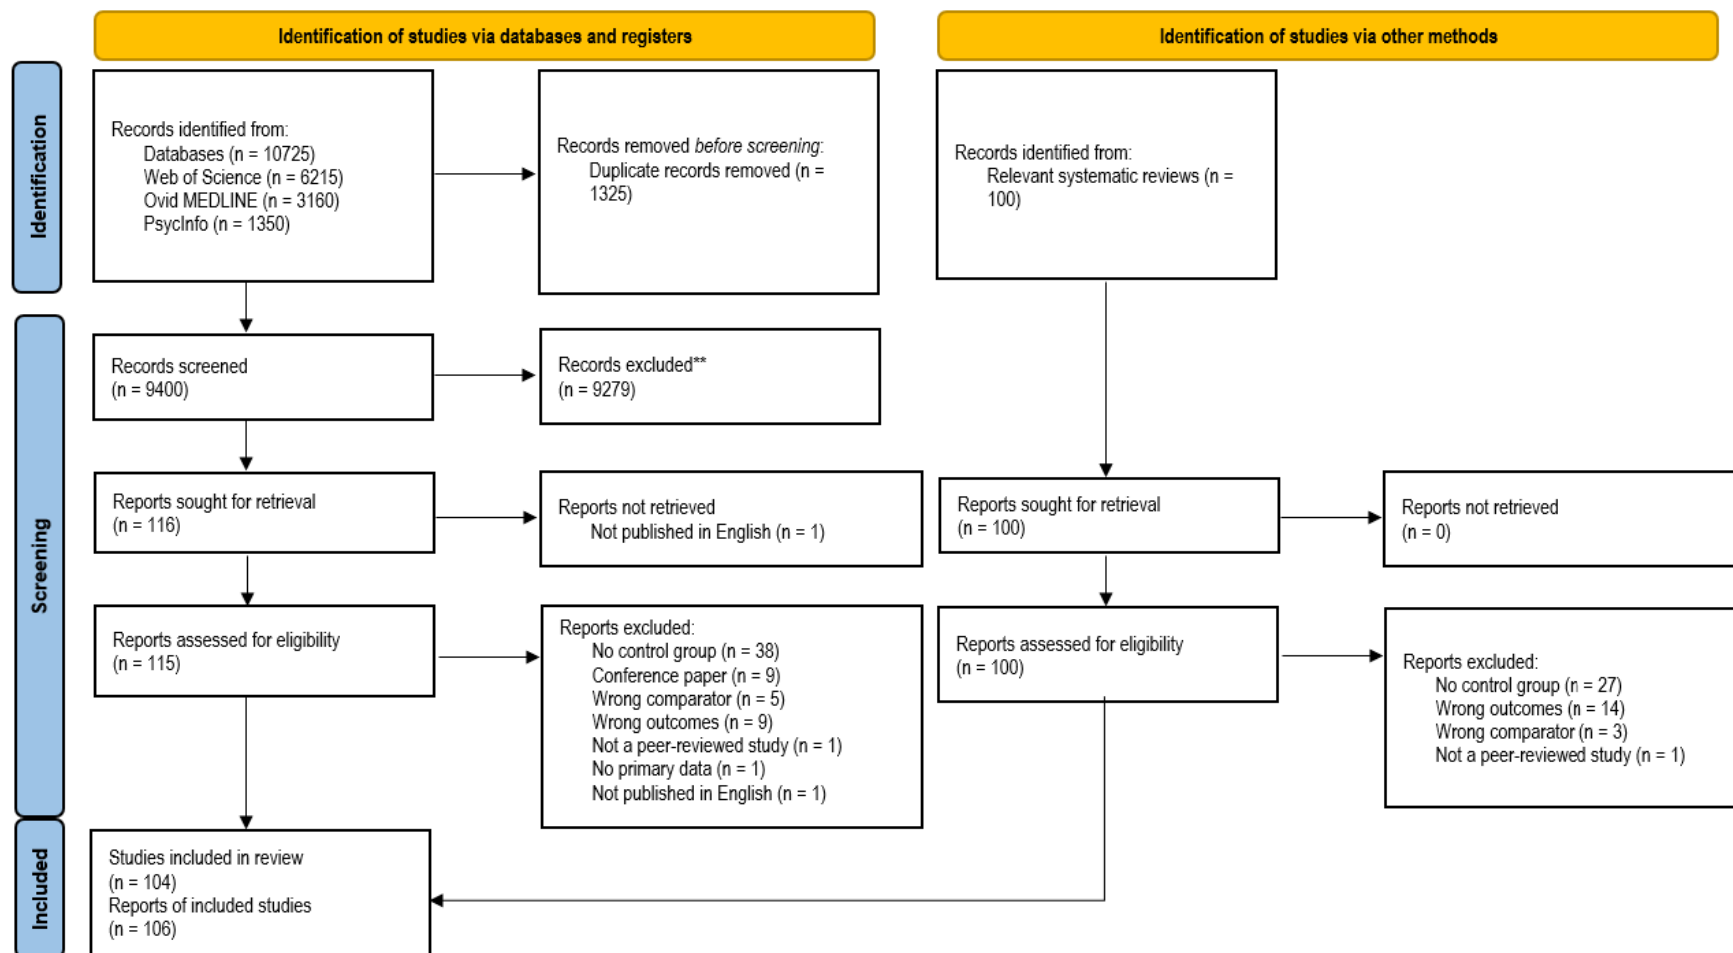 Identification of studies via databases and registers
Identification of studies via other methods
Identification
Records identified from:
Databases (n = 10725)
Web of Science (n = 6215)
Ovid MEDLINE (n = 3160)
PsycInfo (n = 1350)
Records removed before screening:
Duplicate records removed (n =
1325)
Records identified from:
Relevant systematic reviews (n =
100)
Screening
Records screened
(n = 9400)
Records excluded**
(n = 9279)
Reports sought for retrieval
(n = 116)
Reports not retrieved
Not published in English (n = 1)
Reports sought for retrieval
(n = 100)
Reports not retrieved
(n = 0)
Reports assessed for eligibility
(n = 115)
Reports excluded:
No control group (n = 38)
Conference paper (n = 9)
Wrong comparator (n = 5)
Wrong outcomes (n = 9)
Not a peer-reviewed study (n = 1)
No primary data (n = 1)
Not published in English (n = 1)
Reports assessed for eligibility
(n = 100)
Reports excluded:
No control group (n = 27)
Wrong outcomes (n = 14)
Wrong comparator (n = 3)
Not a peer-reviewed study (n = 1)
Included
Studies included in review
(n = 104)
Reports of included studies
(n = 106)